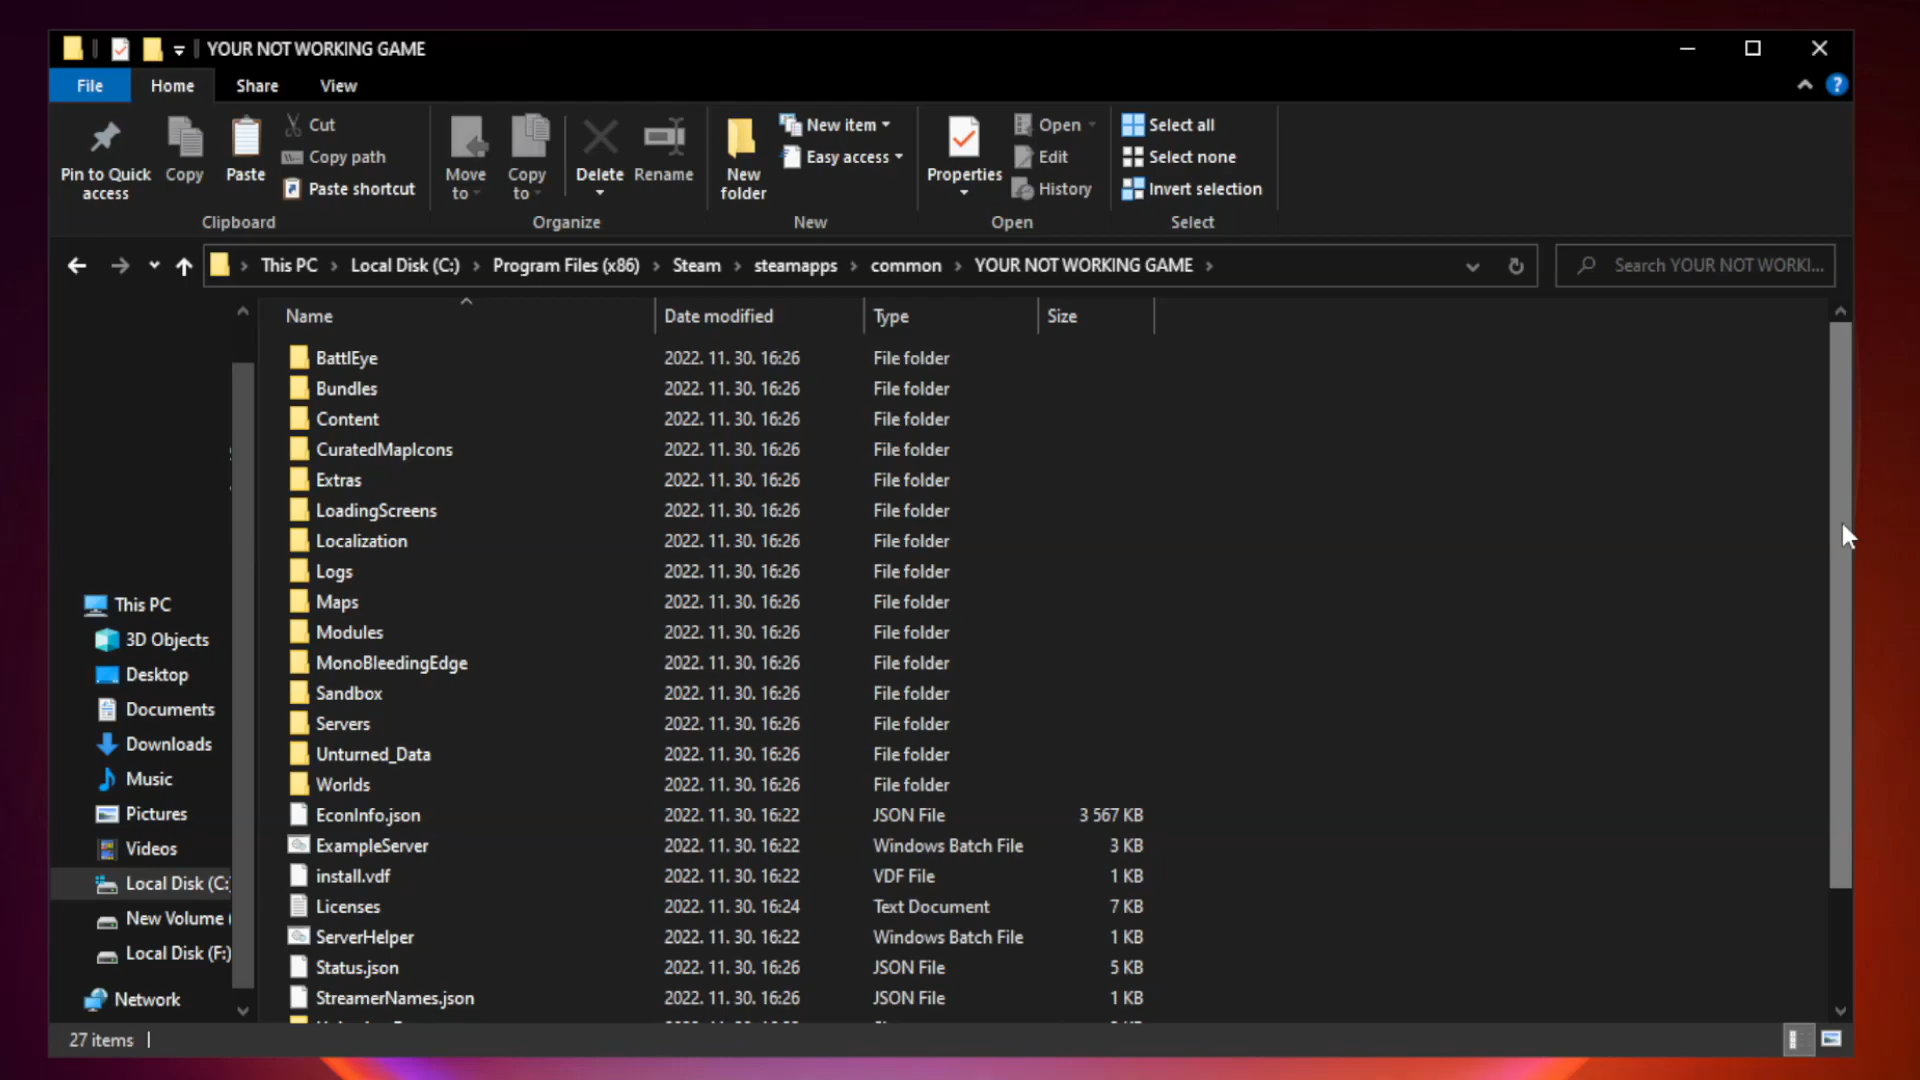 YOUR NOT WORKING GAME
File Home Share View
Pin to Quick access
Copy
Paste
Cut
Copy path
Paste shortcut
Clipboard
Move to
Copy to
Delete
Rename
Organize
New folder
New item
Easy access
New
Properties
Open
Edit
History
Open
Select all
Select none
Invert selection
Select
This PC Local Disk (C:) Program Files (x86) Steam steamapps common YOUR NOT WORKING GAME
Search YOUR NOT WORKI...
This PC
3D Objects
Desktop
Documents
Downloads
Music
Pictures
Videos
Local Disk (C:
New Volume (
Local Disk (F:)
Network
Name Date modified Type Size
BattlEye 2022. 11. 30. 16:26 File folder
Bundles 2022. 11. 30. 16:26 File folder
Content 2022. 11. 30. 16:26 File folder
CuratedMapIcons 2022. 11. 30. 16:26 File folder
Extras 2022. 11. 30. 16:26 File folder
LoadingScreens 2022. 11. 30. 16:26 File folder
Localization 2022. 11. 30. 16:26 File folder
Logs 2022. 11. 30. 16:26 File folder
Maps 2022. 11. 30. 16:26 File folder
Modules 2022. 11. 30. 16:26 File folder
MonoBleedingEdge 2022. 11. 30. 16:26 File folder
Sandbox 2022. 11. 30. 16:26 File folder
Servers 2022. 11. 30. 16:26 File folder
Unturned_Data 2022. 11. 30. 16:26 File folder
Worlds 2022. 11. 30. 16:26 File folder
EconInfo.json 2022. 11. 30. 16:22 JSON File 3 567 KB
ExampleServer 2022. 11. 30. 16:22 Windows Batch File 3 KB
install.vdf 2022. 11. 30. 16:22 VDF File 1 KB
Licenses 2022. 11. 30. 16:24 Text Document 7 KB
ServerHelper 2022. 11. 30. 16:22 Windows Batch File 1 KB
Status.json 2022. 11. 30. 16:26 JSON File 5 KB
StreamerNames.json 2022. 11. 30. 16:26 JSON File 1 KB
27 items